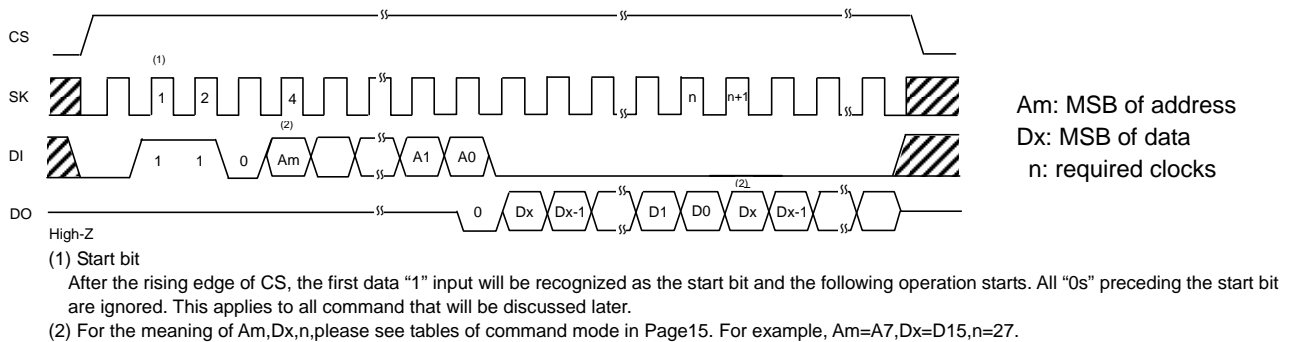 CS
(1)
SK 1 2 4 n n+1
(2)
DI 1 1 0 Am A1 A0
(2)
DO 0 Dx Dx-1 D1 D0 Dx Dx-1
High-Z
Am: MSB of address
Dx: MSB of data
n: required clocks
(1) Start bit
After the rising edge of CS, the first data “1” input will be recognized as the start bit and the following operation starts. All “0s” preceding the start bit
are ignored. This applies to all command that will be discussed later.
(2) For the meaning of Am,Dx,n,please see tables of command mode in Page15. For example, Am=A7,Dx=D15,n=27.